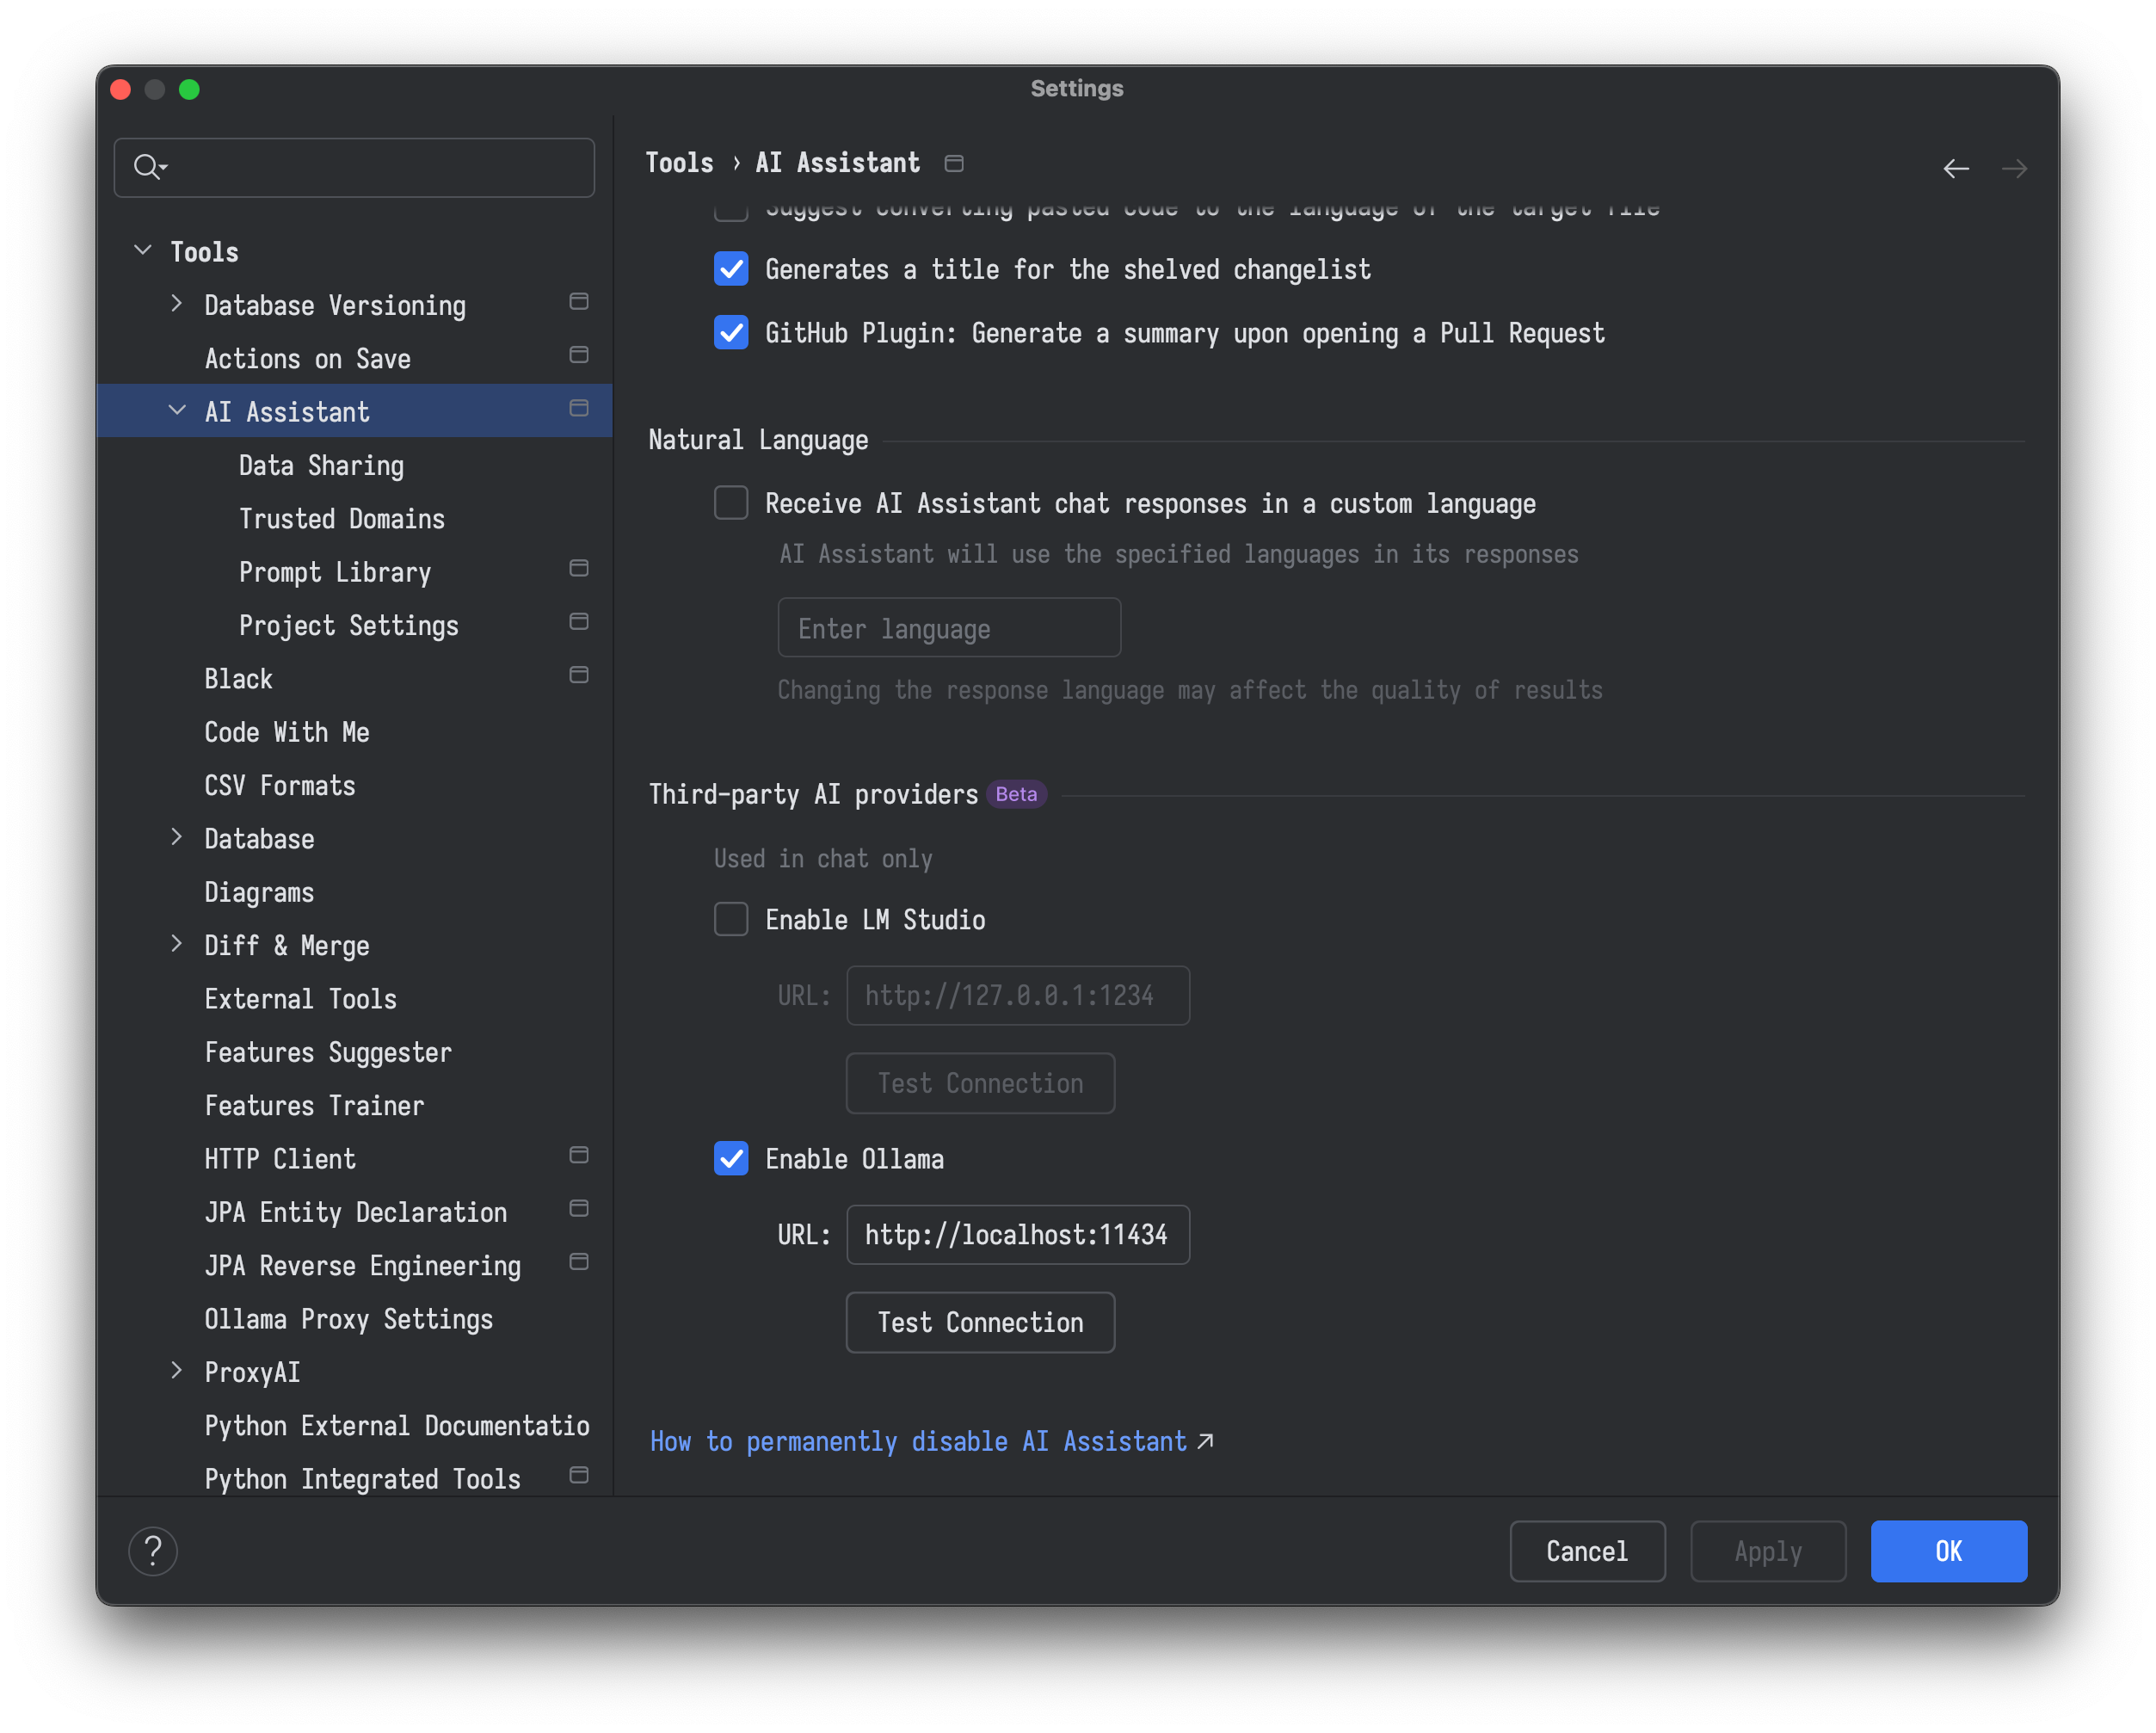 Settings
Tools
Database Versioning
Actions on Save
AI Assistant
Data Sharing
Trusted Domains
Prompt Library
Project Settings
Black
Code With Me
CSV Formats
Database
Diagrams
Diff & Merge
External Tools
Features Suggester
Features Trainer
HTTP Client
JPA Entity Declaration
JPA Reverse Engineering
Ollama Proxy Settings
ProxyAI
Python External Documentatio
Python Integrated Tools
Tools › AI Assistant
Suggest converting pasted code to the language of the target file
Generates a title for the shelved changelist
GitHub Plugin: Generate a summary upon opening a Pull Request
Natural Language
Receive AI Assistant chat responses in a custom language
AI Assistant will use the specified languages in its responses
Enter language
Changing the response language may affect the quality of results
Third-party AI providers Beta
Used in chat only
Enable LM Studio
URL: http://127.0.0.1:1234
Test Connection
Enable Ollama
URL: http://localhost:11434
Test Connection
How to permanently disable AI Assistant ↗
?
Cancel
Apply
OK